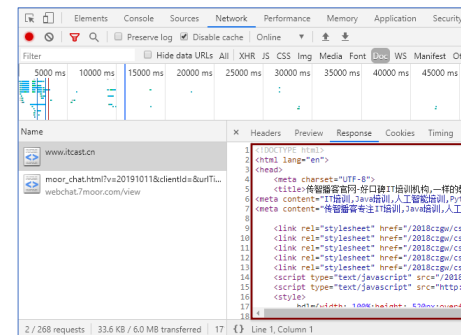 Elements Console Sources Network Performance Memory Application Security
Preserve log Disable cache Online
Filter Hide data URLs All XHR JS CSS Img Media Font Doc WS Manifest Ot
5000 ms 10000 ms 15000 ms 20000 ms 25000 ms 30000 ms 35000 ms 40000 ms 45000 ms
Name
www.itcast.cn
moor_chat.html?v=20191011&clientId=&urlTi...
webchat.7moor.com/view
2 / 268 requests 33.6 KB / 6.0 MB transferred 17
× Headers Preview Response Cookies Timing
1 <!DOCTYPE html>
2 <html lang="en">
3 <head>
4 <meta charset="UTF-8">
5 <title>传智播客官网-好口碑IT培训机构,一样的教
6 <meta content="IT培训,Java培训,人工智能培训,Pyt
7 <meta content="传智播客专注IT培训,Java培训,人工
8
9 <link rel="stylesheet" href="/2018czgw/cs
10 <link rel="stylesheet" href="/2018czgw/cs
11 <link rel="stylesheet" href="/2018czgw/cs
12 <link rel="stylesheet" href="/2018czgw/cs
13 <link rel="stylesheet" href="/2018czgw/cs
14 <script type="text/javascript" src="/2018
15 <script type="text/javascript" src="http:
16 <style>
17
18
{} Line 1, Column 1